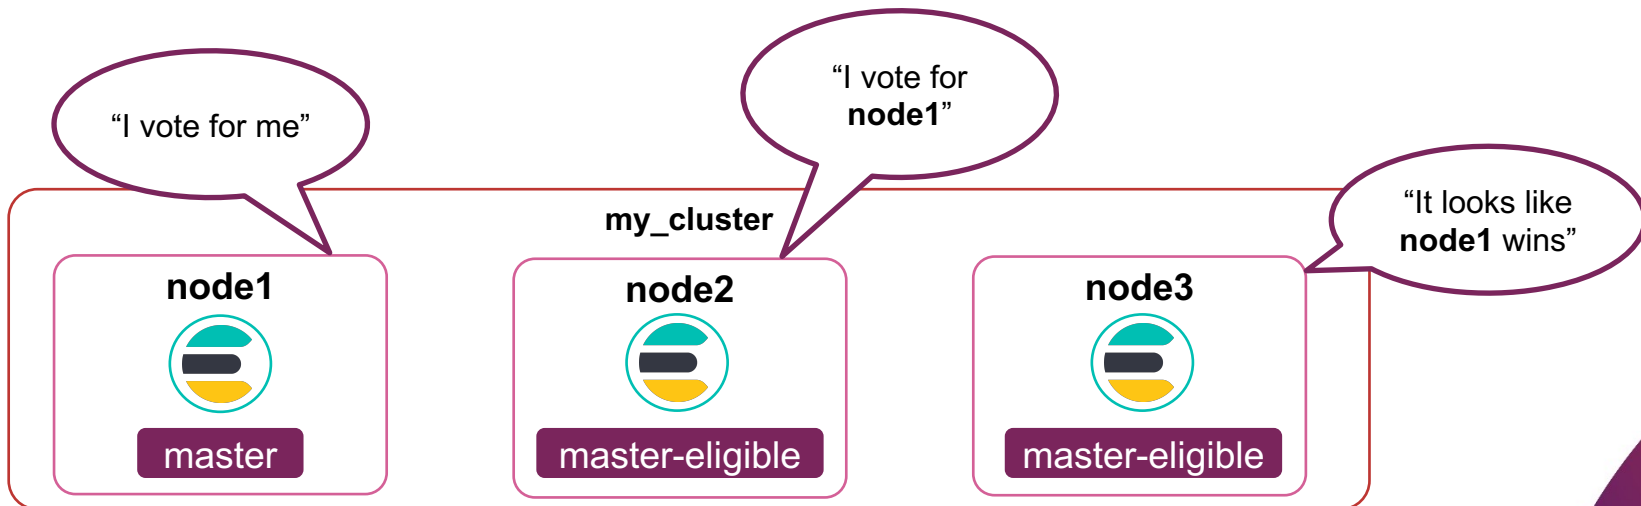 “I vote for me”
“I vote for
node1”
“It looks like
node1 wins”
my_cluster
node1
master
node2
master-eligible
node3
master-eligible